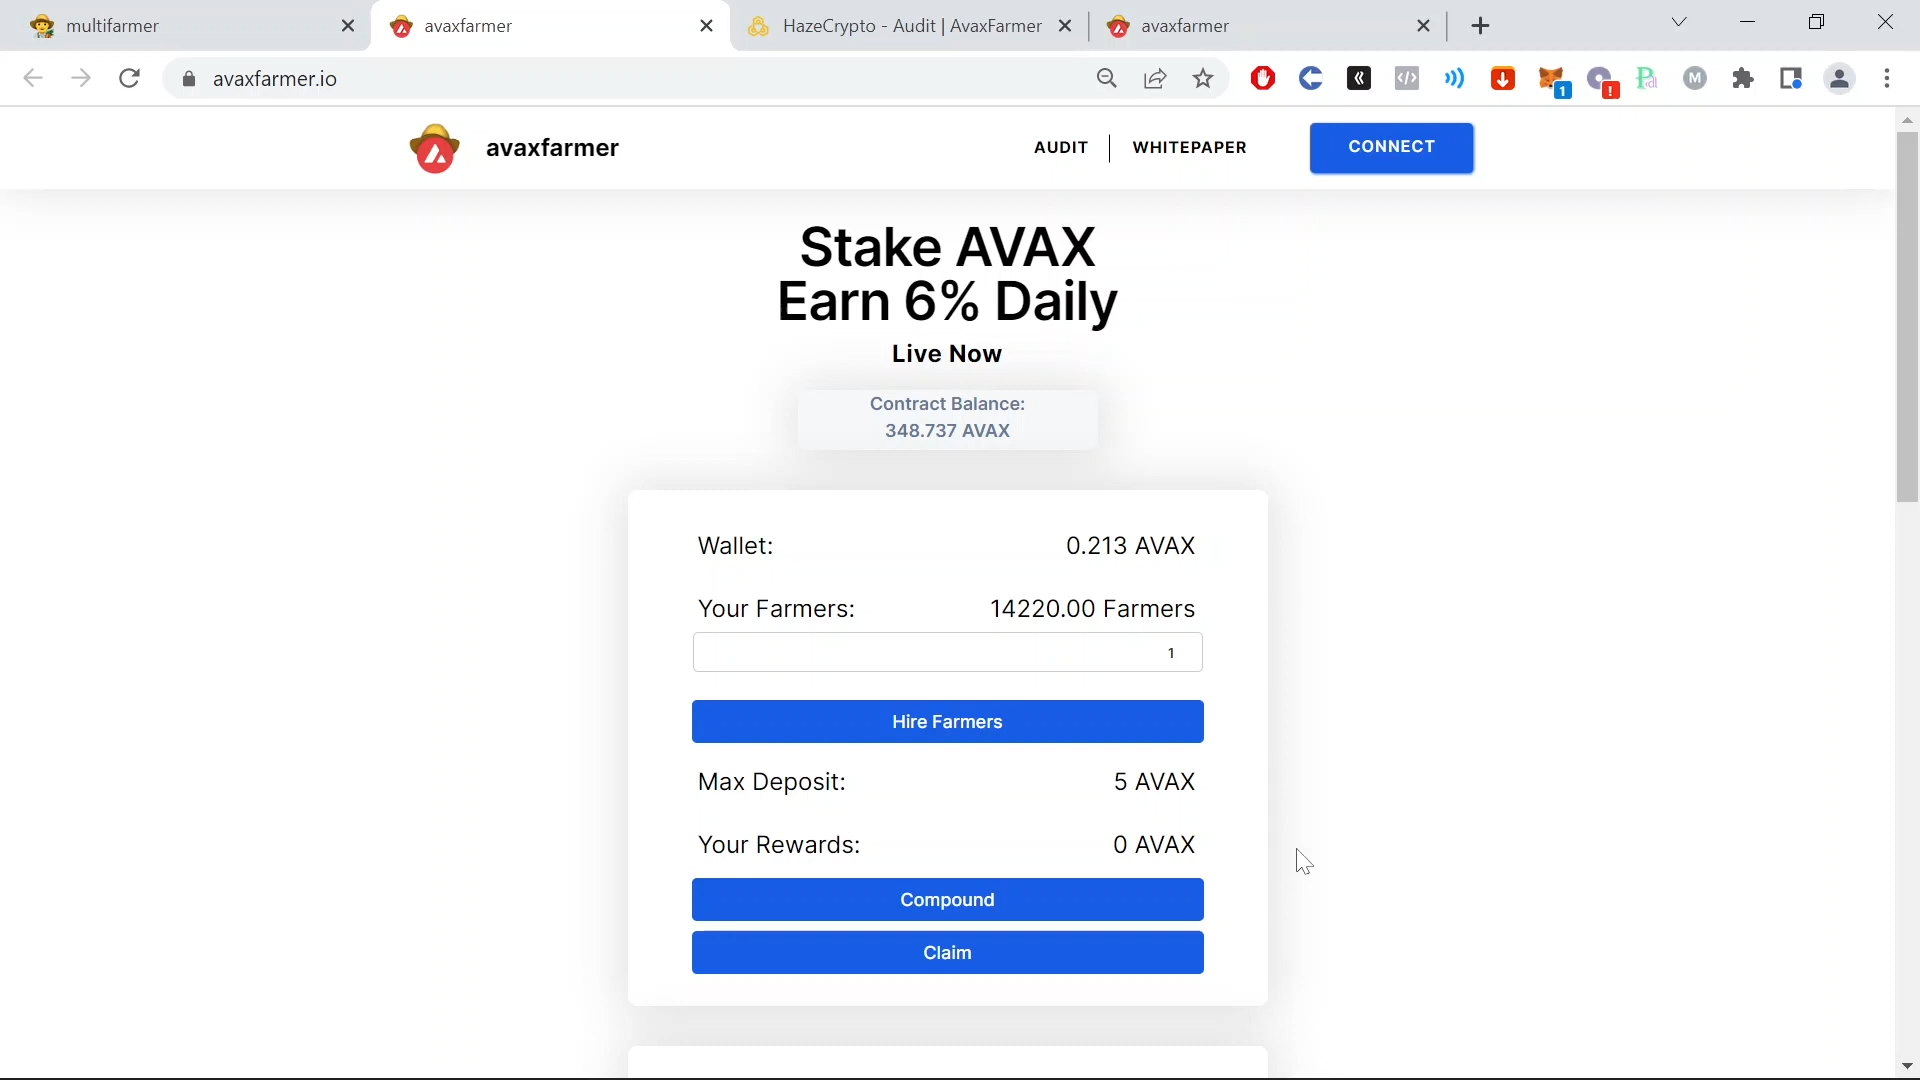 multifarmer
avaxfarmer
HazeCrypto - Audit | AvaxFarmer
avaxfarmer
avaxfarmer.io
1
!
M
avaxfarmer
AUDIT
WHITEPAPER
CONNECT
Stake AVAX
Earn 6% Daily
Live Now
Contract Balance:
348.737 AVAX
Wallet:
0.213 AVAX
Your Farmers:
14220.00 Farmers
1
Hire Farmers
Max Deposit:
5 AVAX
Your Rewards:
0 AVAX
Compound
Claim